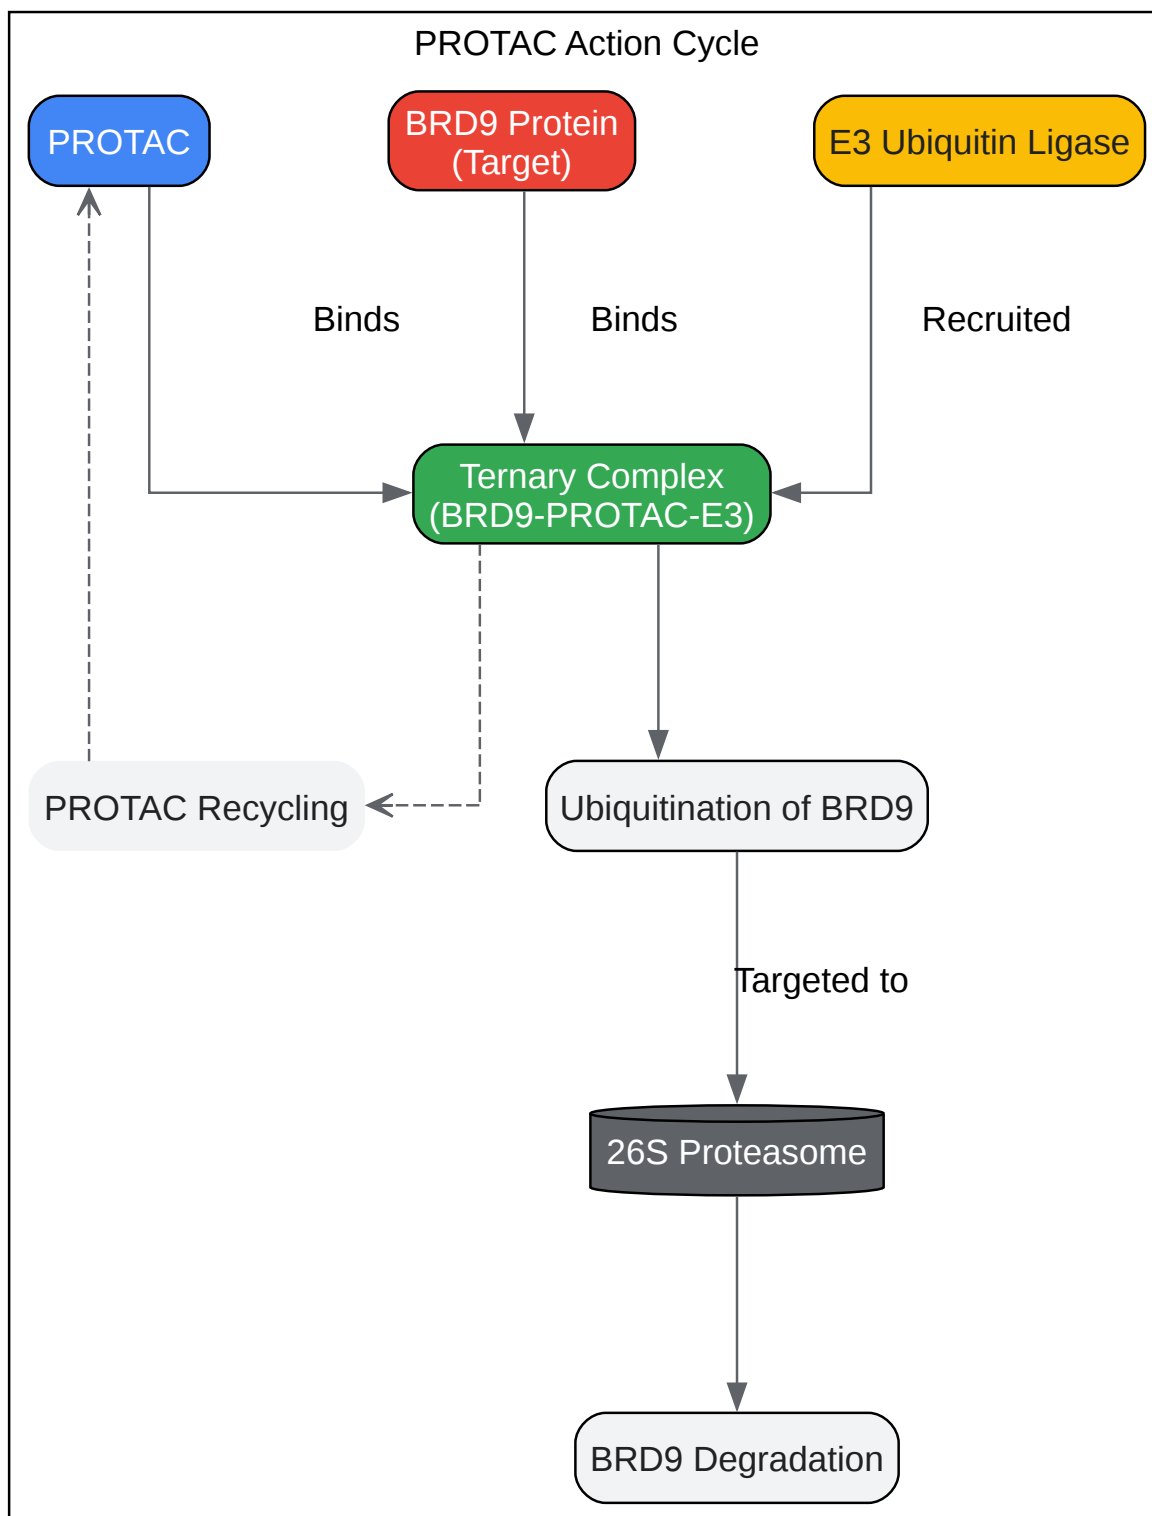 PROTAC Action Cycle
PROTAC
BRD9 Protein
(Target)
E3 Ubiquitin Ligase
Binds
Binds
Recruited
Ternary Complex
(BRD9-PROTAC-E3)
PROTAC Recycling
Ubiquitination of BRD9
Targeted to
26S Proteasome
BRD9 Degradation